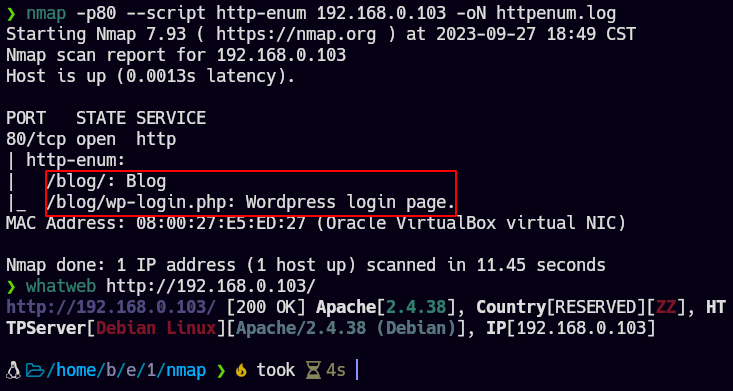 ❯ nmap -p80 --script http-enum 192.168.0.103 -oN httpenum.log
Starting Nmap 7.93 ( https://nmap.org ) at 2023-09-27 18:49 CST
Nmap scan report for 192.168.0.103
Host is up (0.0013s latency).
PORT   STATE SERVICE
80/tcp open  http
| http-enum:
|   /blog/: Blog
|_  /blog/wp-login.php: Wordpress login page.
MAC Address: 08:00:27:E5:ED:27 (Oracle VirtualBox virtual NIC)
Nmap done: 1 IP address (1 host up) scanned in 11.45 seconds
❯ whatweb http://192.168.0.103/
http://192.168.0.103/ [200 OK] Apache[2.4.38], Country[RESERVED][ZZ], HT
TPServer[Debian Linux][Apache/2.4.38 (Debian)], IP[192.168.0.103]
/home/b/e/1/nmap ❯ took 4s